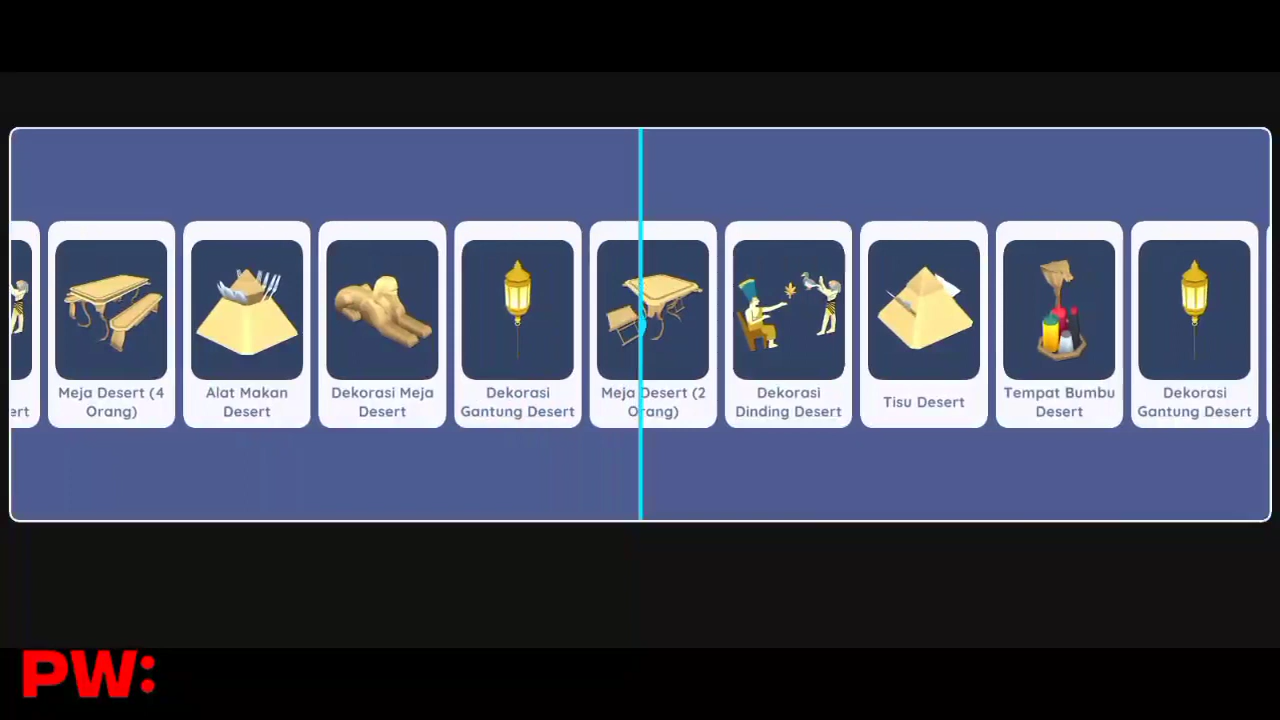 ert
Meja Desert (4
Orang)
Alat Makan
Desert
Dekorasi Meja
Desert
Dekorasi
Gantung Desert
Meja Desert (2
Orang)
Dekorasi
Dinding Desert
Tisu Desert
Tempat Bumbu
Desert
Dekorasi
Gantung Desert
PW: